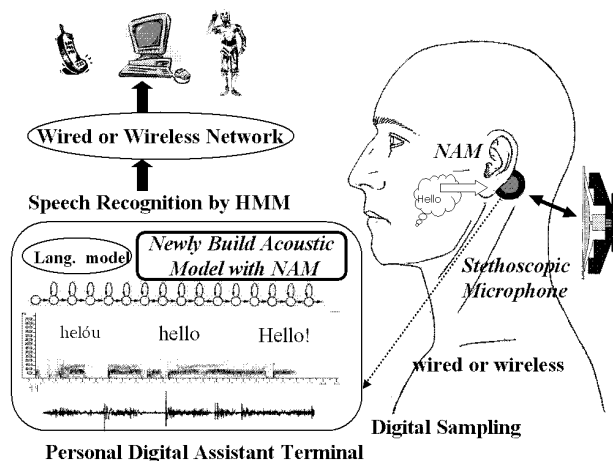 Wired or Wireless Network
Speech Recognition by HMM
Lang. model
Newly Build Acoustic
Model with NAM
helóu hello Hello!
Personal Digital Assistant Terminal
NAM
Hello
Stethoscopic
Microphone
wired or wireless
Digital Sampling